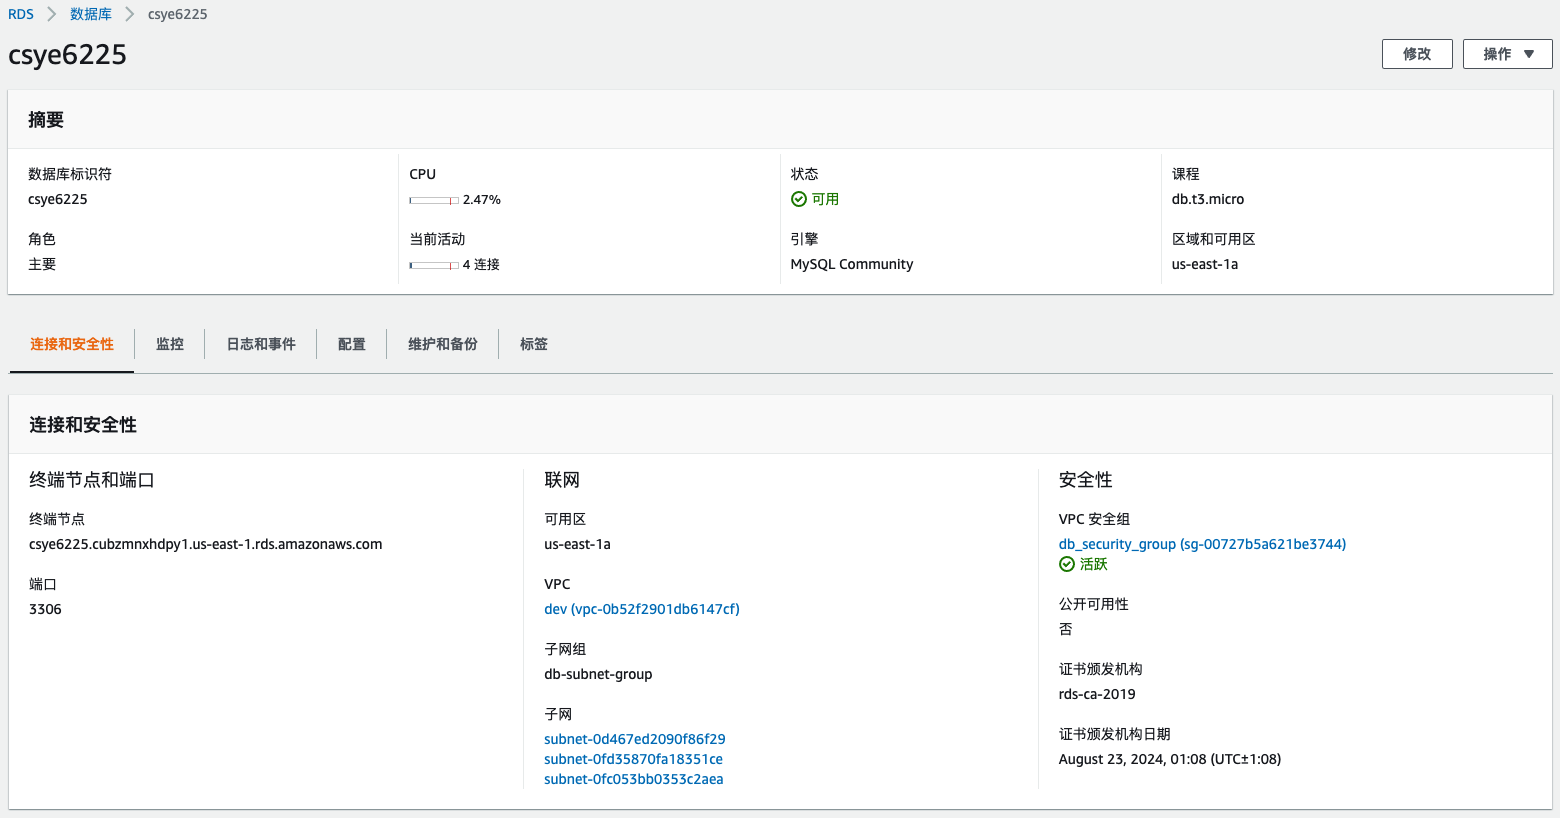 RDS 数据库 csye6225
csye6225
修改 操作
摘要
数据库标识符
csye6225
角色
主要
CPU
2.47%
当前活动
4 连接
状态
可用
引擎
MySQL Community
课程
db.t3.micro
区域和可用区
us-east-1a
连接和安全性 监控 日志和事件 配置 维护和备份 标签
连接和安全性
终端节点和端口
终端节点
csye6225.cubzmnxhdpy1.us-east-1.rds.amazonaws.com
端口
3306
联网
可用区
us-east-1a
VPC
dev (vpc-0b52f2901db6147cf)
子网组
db-subnet-group
子网
subnet-0d467ed2090f86f29
subnet-0fd35870fa18351ce
subnet-0fc053bb0353c2aea
安全性
VPC 安全组
db_security_group (sg-00727b5a621be3744)
活跃
公开可用性
否
证书颁发机构
rds-ca-2019
证书颁发机构日期
August 23, 2024, 01:08 (UTC±1:08)